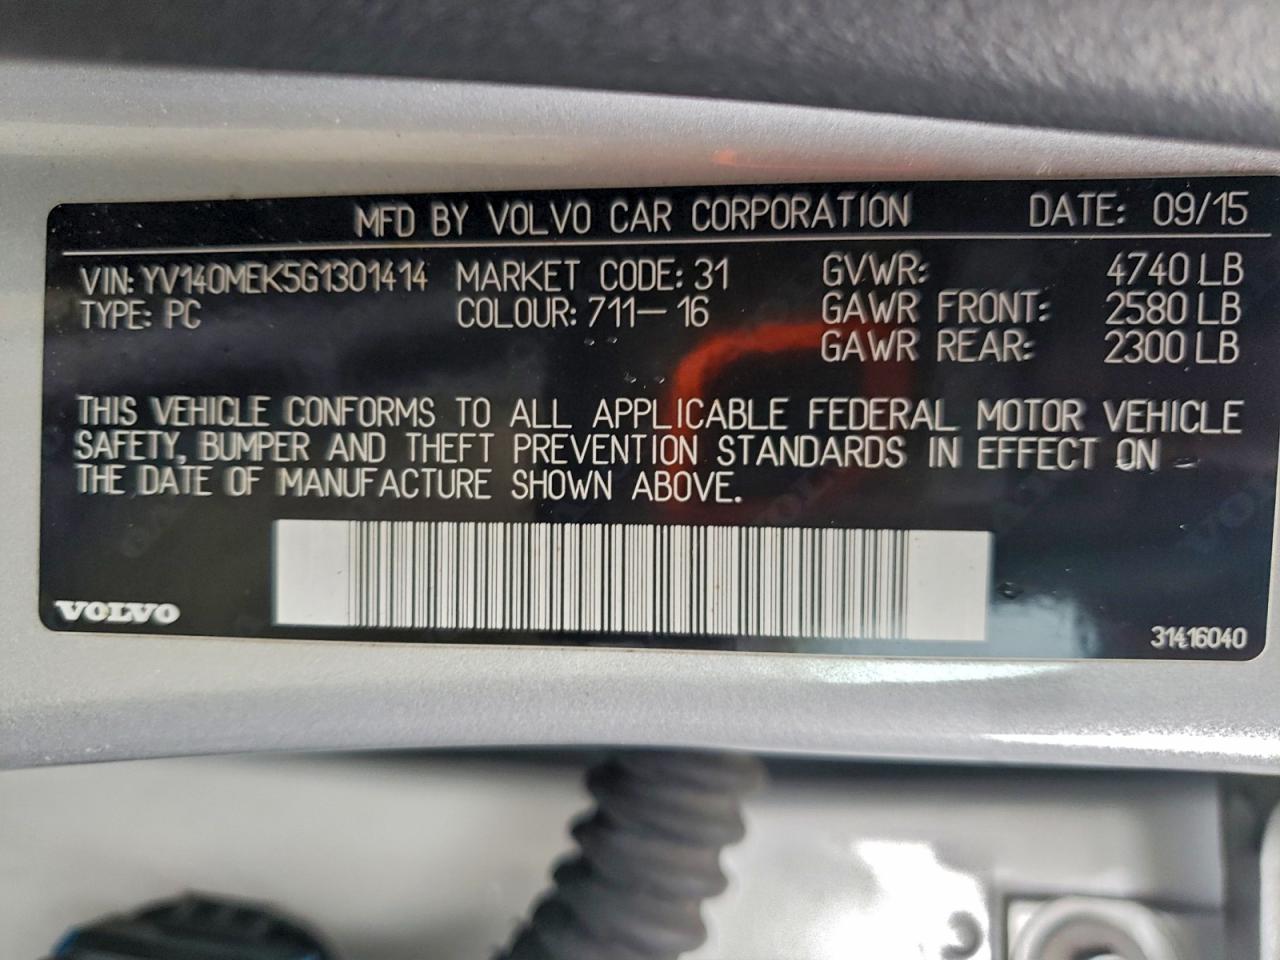 MFD BY VOLVO CAR CORPORATION DATE: 09/15
VIN: YV140MEK5G1301414 MARKET CODE: 31 GVWR: 4740 LB
TYPE: PC COLOUR: 711-16 GAWR FRONT: 2580 LB
GAWR REAR: 2300 LB
THIS VEHICLE CONFORMS TO ALL APPLICABLE FEDERAL MOTOR VEHICLE
SAFETY, BUMPER AND THEFT PREVENTION STANDARDS IN EFFECT ON
THE DATE OF MANUFACTURE SHOWN ABOVE.
VOLVO
31416040